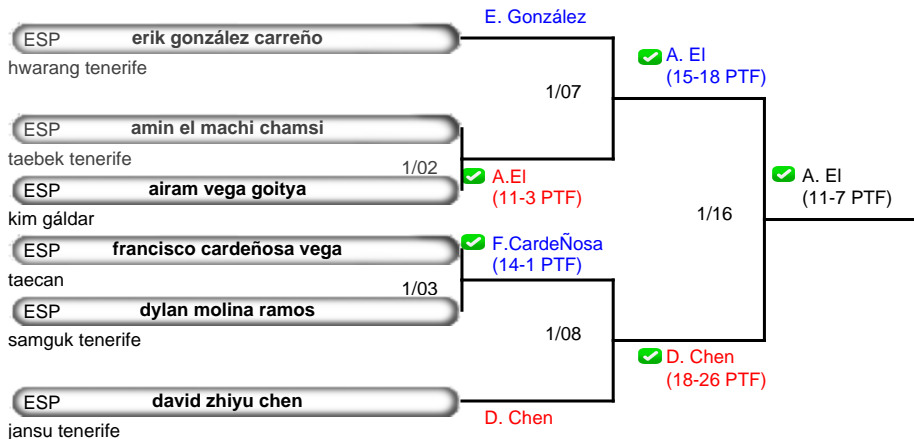 E. González
ESP erik gonzález carreño
hwarang tenerife
A. El
(15-18 PTF)
1/07
ESP amin el machi chamsi
taebek tenerife
1/02
A.El
(11-3 PTF)
ESP airam vega goitya
kim gáldar
A. El
(11-7 PTF)
1/16
ESP francisco cardeñosa vega
taecan
F.CardeÑosa
(14-1 PTF)
1/03
ESP dylan molina ramos
samguk tenerife
1/08
D. Chen
(18-26 PTF)
ESP david zhiyu chen
jansu tenerife
D. Chen